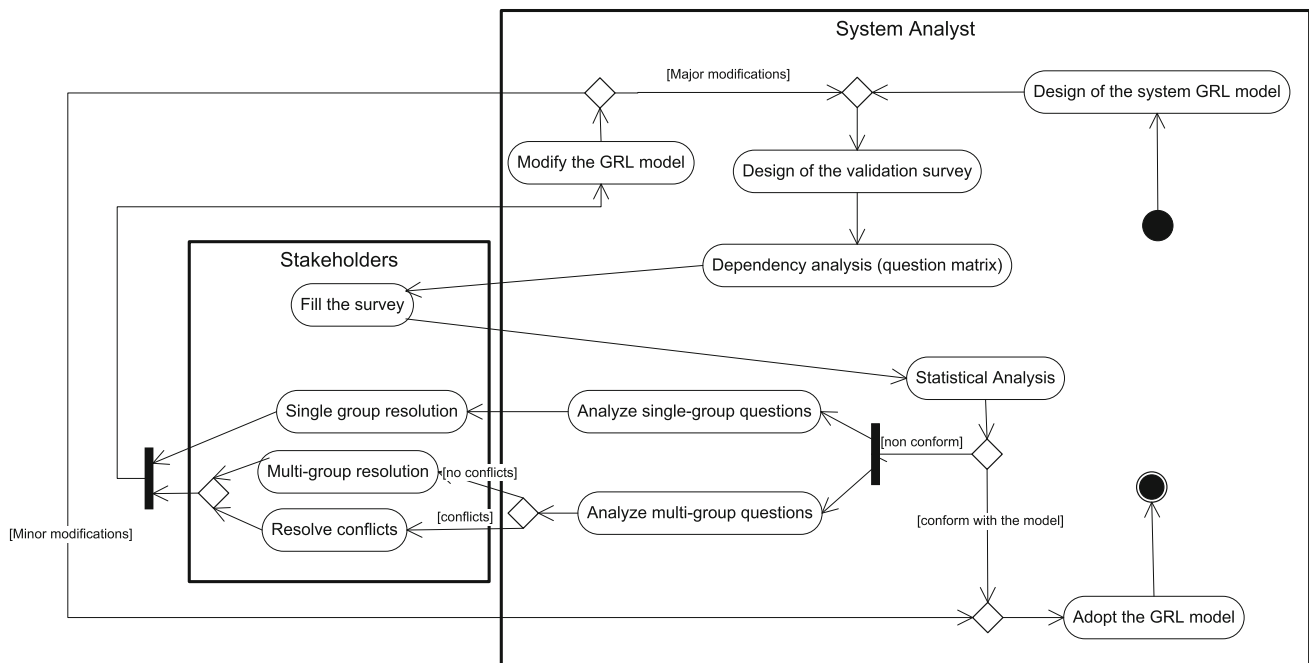 System Analyst
[Major modifications]
Design of the system GRL model
Modify the GRL model
Design of the validation survey
Stakeholders
Dependency analysis (question matrix)
Fill the survey
Statistical Analysis
Single group resolution
Analyze single-group questions
[non conform]
Multi-group resolution
[no conflicts]
[conflicts]
Analyze multi-group questions
Resolve conflicts
[conform with the model]
[Minor modifications]
Adopt the GRL model